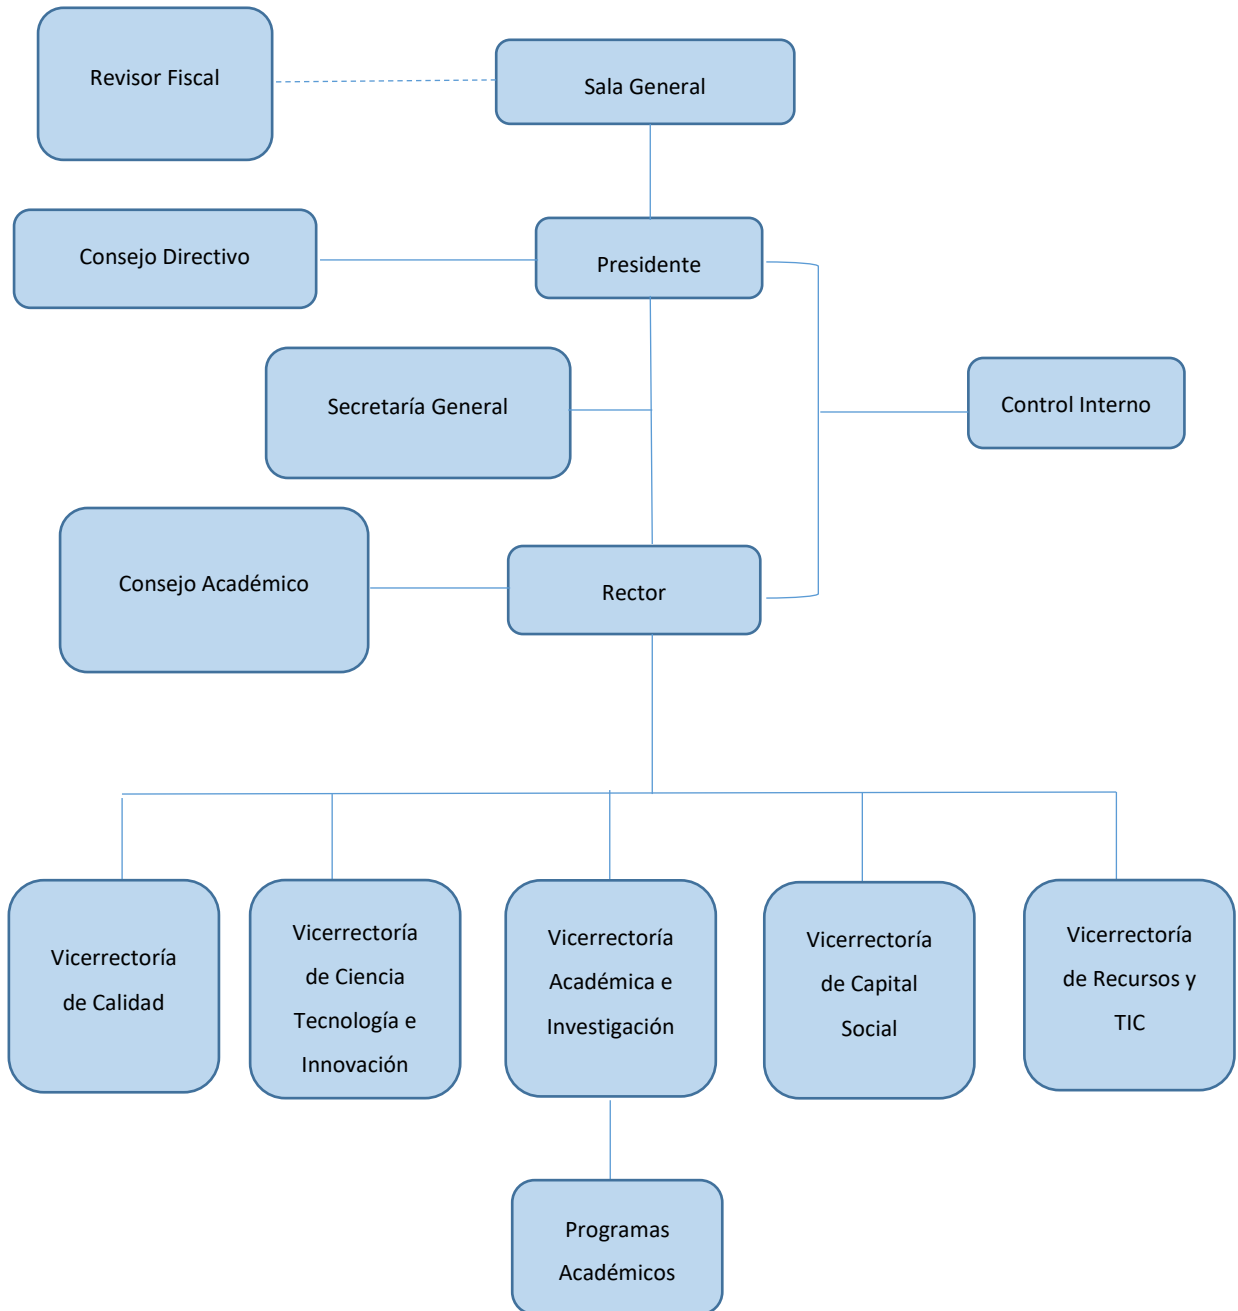 Revisor Fiscal
Sala General
Consejo Directivo
Presidente
Secretaría General
Control Interno
Consejo Académico
Rector
Vicerrectoría
de Calidad
Vicerrectoría
de Ciencia
Tecnología e
Innovación
Vicerrectoría
Académica e
Investigación
Vicerrectoría
de Capital
Social
Vicerrectoría
de Recursos y
TIC
Programas
Académicos